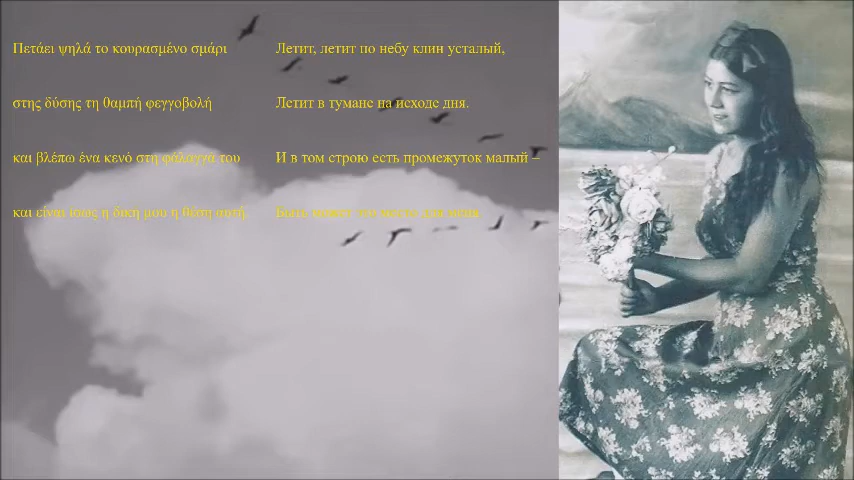 Πετάει ψηλά το κουρασμένο σμάρι
στης δύσης τη θαμπή φεγγοβολή
και βλέπω ένα κενό στη φάλαγγά του
και είναι ίσως η δική μου η θέση αυτή.
Летит, летит по небу клин усталый,
Летит в тумане на исходе дня.
И в том строю есть промежуток малый –
Быть может это место для меня